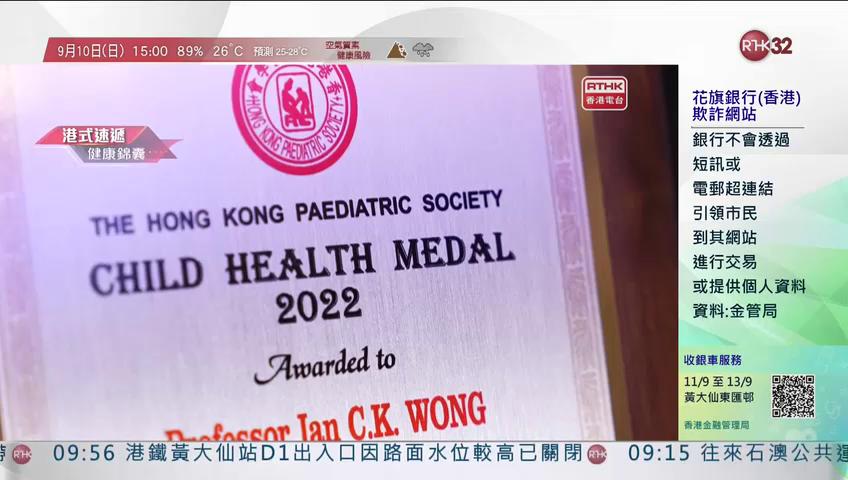 9月10日(日) 15:00 89% 26°C 預測 25-28°C 空氣質素
健康風險
RTHK 32
RTHK
香港電台
港式速遞
健康錦囊…
HONG KONG PAEDIATRIC SOCIETY
THE HONG KONG PAEDIATRIC SOCIETY
CHILD HEALTH MEDAL
2022
Awarded to
Professor Ian C.K. WONG
花旗銀行(香港)
欺詐網站
銀行不會透過
短訊或
電郵超連結
引領市民
到其網站
進行交易
或提供個人資料
資料:金管局
收銀車服務
11/9 至 13/9
黃大仙東匯邨
香港金融管理局
09:56 港鐵黃大仙站D1出入口因路面水位較高已關閉 09:15 往來石澳公共運